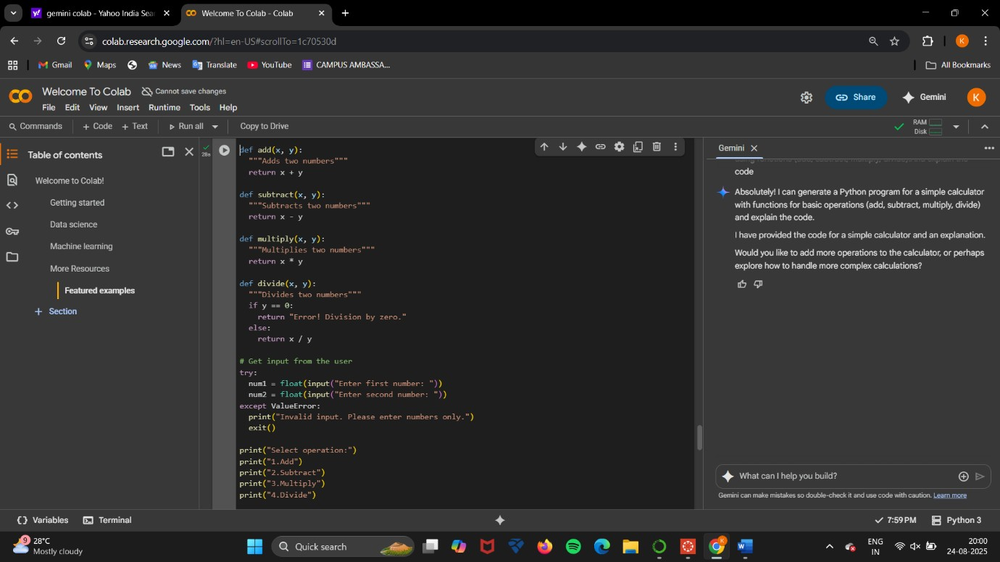 gemini colab - Yahoo India Sea
Welcome To Colab - Colab
colab.research.google.com/?hl=en-US#scrollTo=1c70530d
K
Gmail
Maps
News
Translate
YouTube
CAMPUS AMBASSA...
All Bookmarks
Welcome To Colab
Cannot save changes
File Edit View Insert Runtime Tools Help
Share
Gemini
K
Commands
+ Code + Text
Run all
Copy to Drive
RAM
Disk
Table of contents
Welcome to Colab!
Getting started
Data science
Machine learning
More Resources
Featured examples
+ Section
28s
def add(x, y):
"""Adds two numbers"""
return x + y
def subtract(x, y):
"""Subtracts two numbers"""
return x - y
def multiply(x, y):
"""Multiplies two numbers"""
return x * y
def divide(x, y):
"""Divides two numbers"""
if y == 0:
return "Error! Division by zero."
else:
return x / y
# Get input from the user
try:
num1 = float(input("Enter first number: "))
num2 = float(input("Enter second number: "))
except ValueError:
print("Invalid input. Please enter numbers only.")
exit()
print("Select operation:")
print("1.Add")
print("2.Subtract")
print("3.Multiply")
print("4.Divide")
Gemini
code
Absolutely! I can generate a Python program for a simple calculator
with functions for basic operations (add, subtract, multiply, divide)
and explain the code.
I have provided the code for a simple calculator and an explanation.
Would you like to add more operations to the calculator, or perhaps
explore how to handle more complex calculations?
What can I help you build?
Gemini can make mistakes so double-check it and use code with caution. Learn more
Variables
Terminal
7:59 PM
Python 3
9
28°C
Mostly cloudy
Quick search
ENG
IN
20:00
24-08-2025